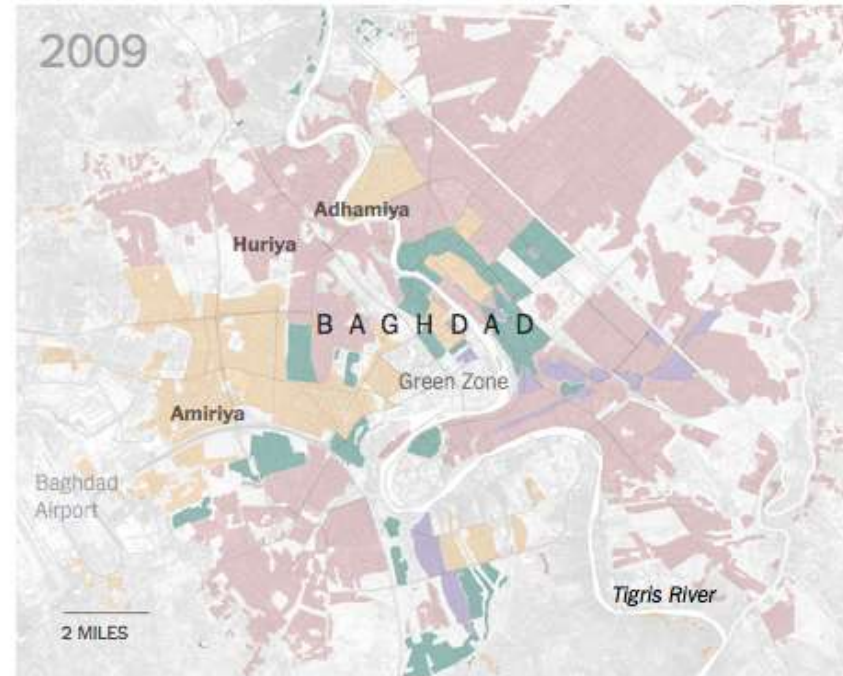 2009
Adhamiya
Huriya
B A G H D A D
Green Zone
Amiriya
Baghdad
Airport
Tigris River
2 MILES